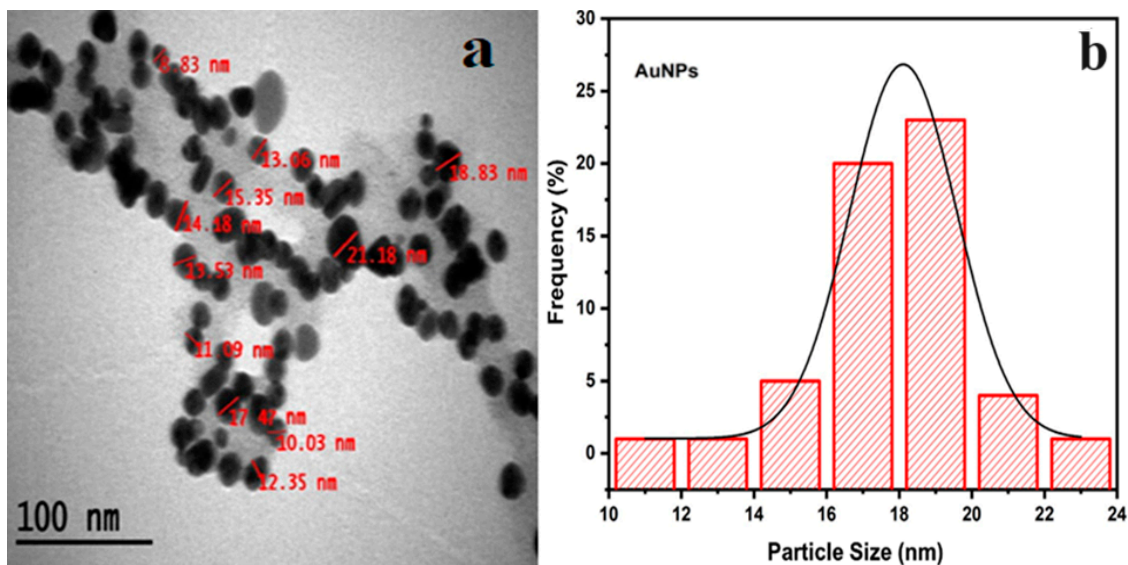 a
8.83 nm
13.06 nm
18.83 nm
15.35 nm
14.18 nm
21.18 nm
13.53 nm
11.09 nm
17.47 nm
10.03 nm
12.35 nm
100 nm
b
AuNPs
30
25
20
15
10
5
0
Frequency (%)
10 12 14 16 18 20 22 24
Particle Size (nm)